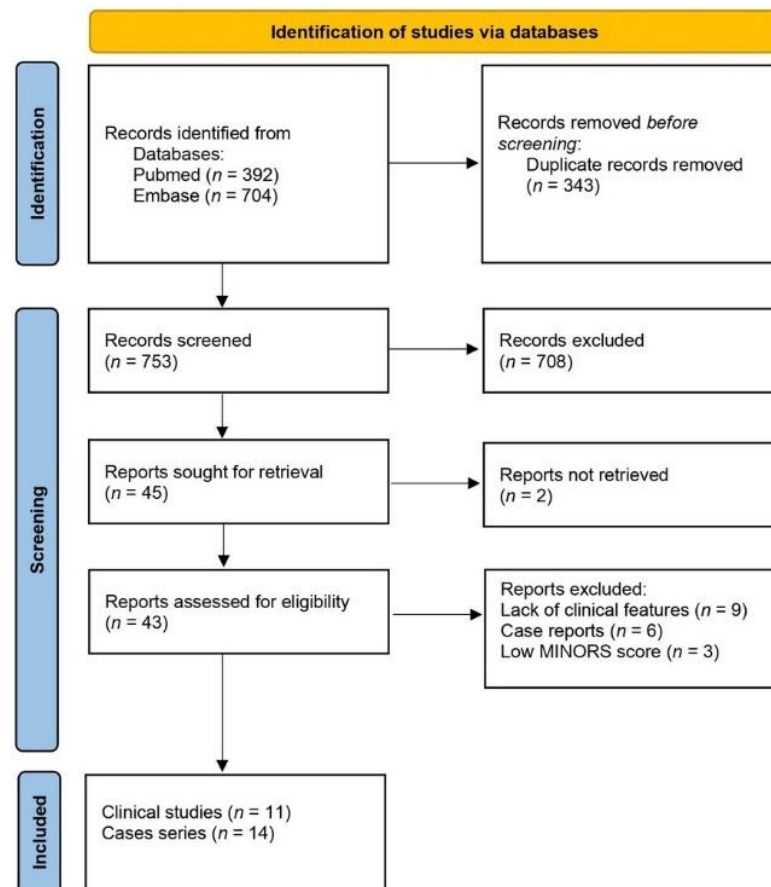 Identification of studies via databases
Identification
Records identified from
Databases:
Pubmed (n = 392)
Embase (n = 704)
Records removed before
screening:
Duplicate records removed
(n = 343)
Screening
Records screened
(n = 753)
Records excluded
(n = 708)
Reports sought for retrieval
(n = 45)
Reports not retrieved
(n = 2)
Reports assessed for eligibility
(n = 43)
Reports excluded:
Lack of clinical features (n = 9)
Case reports (n = 6)
Low MINORS score (n = 3)
Included
Clinical studies (n = 11)
Cases series (n = 14)